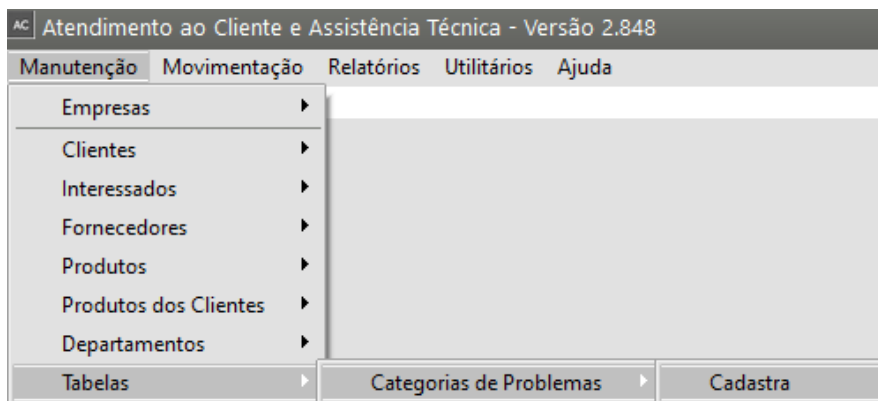 AC Atendimento ao Cliente e Assistência Técnica - Versão 2.848
Manutenção Movimentação Relatórios Utilitários Ajuda
Empresas
Clientes
Interessados
Fornecedores
Produtos
Produtos dos Clientes
Departamentos
Tabelas Categorias de Problemas Cadastra